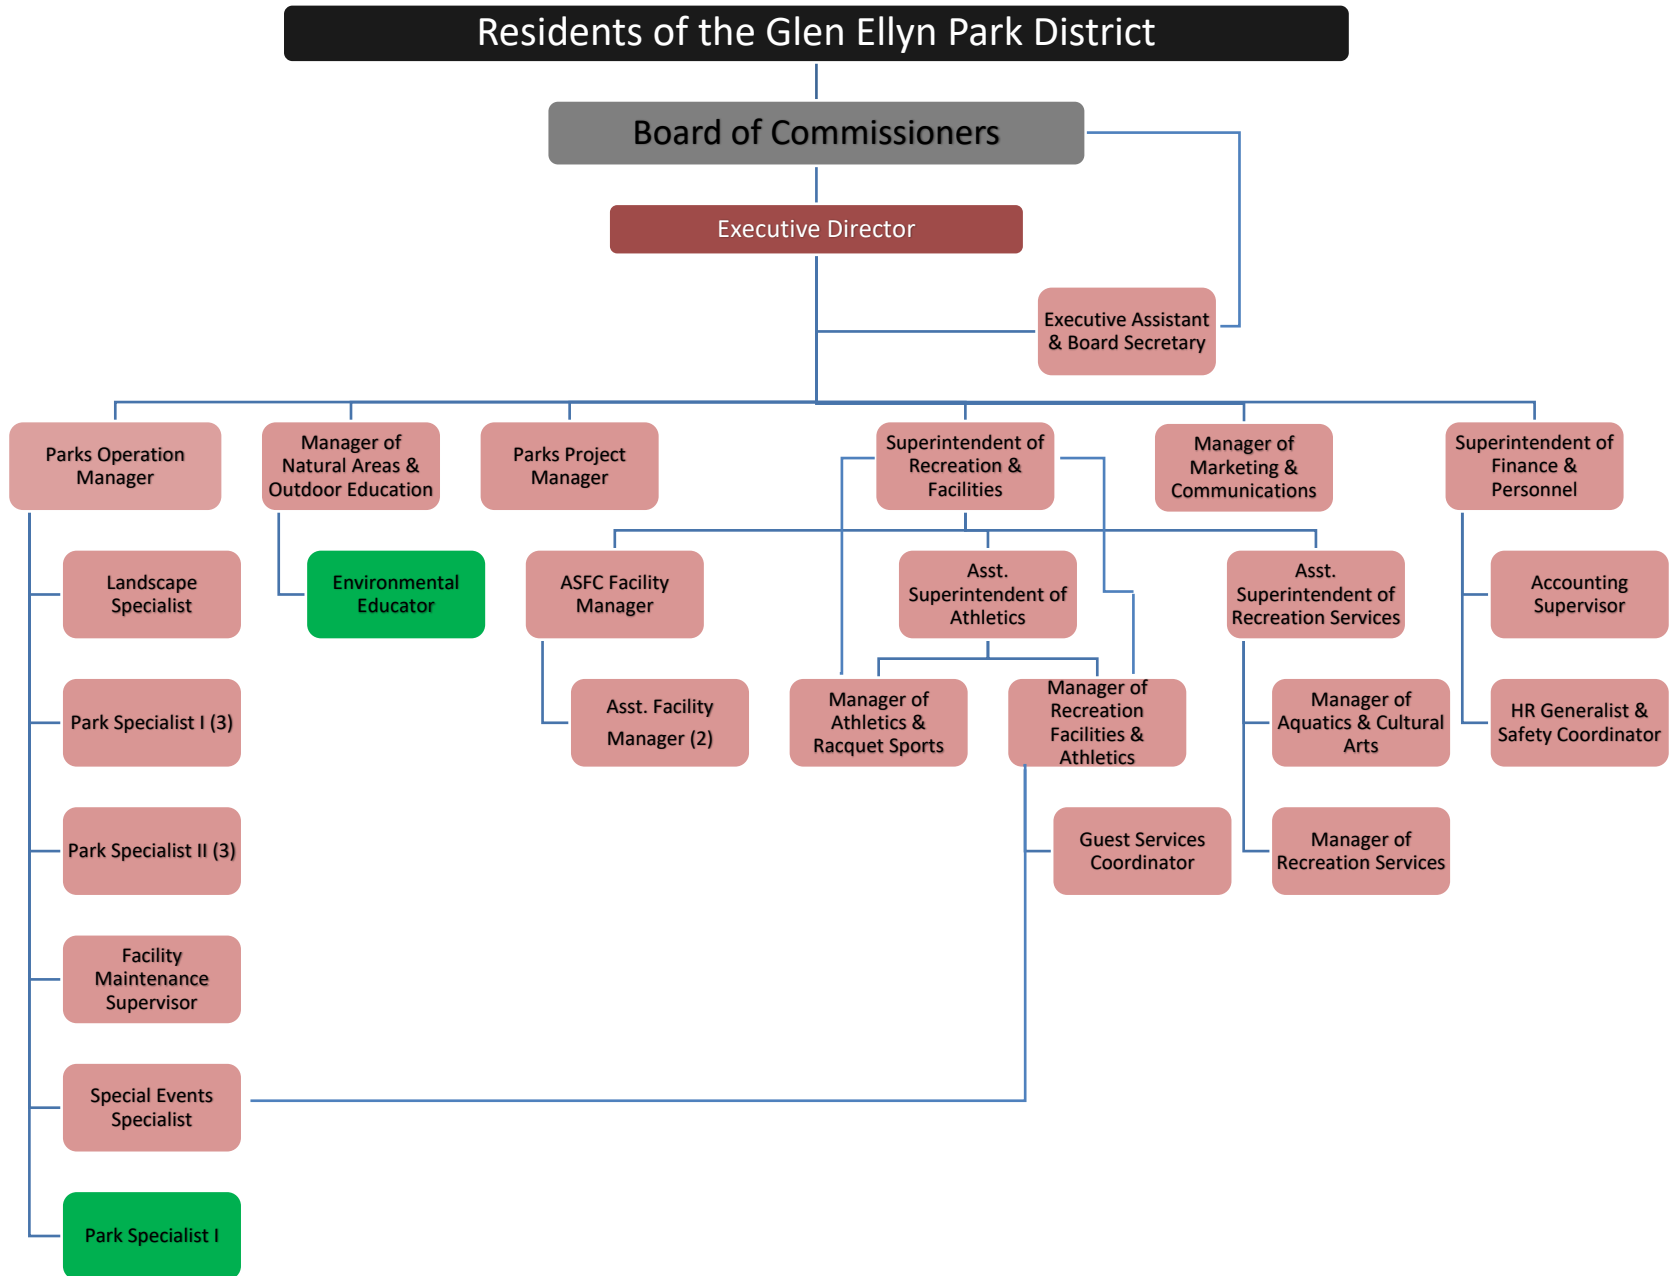 Residents of the Glen Ellyn Park District
Board of Commissioners
Executive Director
Executive Assistant
& Board Secretary
Parks Operation
Manager
Manager of
Natural Areas &
Outdoor Education
Parks Project
Manager
Superintendent of
Recreation &
Facilities
Manager of
Marketing &
Communications
Superintendent of
Finance &
Personnel
Landscape
Specialist
Environmental
Educator
ASFC Facility
Manager
Asst.
Superintendent of
Athletics
Asst.
Superintendent of
Recreation Services
Accounting
Supervisor
Park Specialist I (3)
Asst. Facility
Manager (2)
Manager of
Athletics &
Racquet Sports
Manager of
Recreation
Facilities &
Athletics
Manager of
Aquatics & Cultural
Arts
HR Generalist &
Safety Coordinator
Park Specialist II (3)
Guest Services
Coordinator
Manager of
Recreation Services
Facility
Maintenance
Supervisor
Special Events
Specialist
Park Specialist I